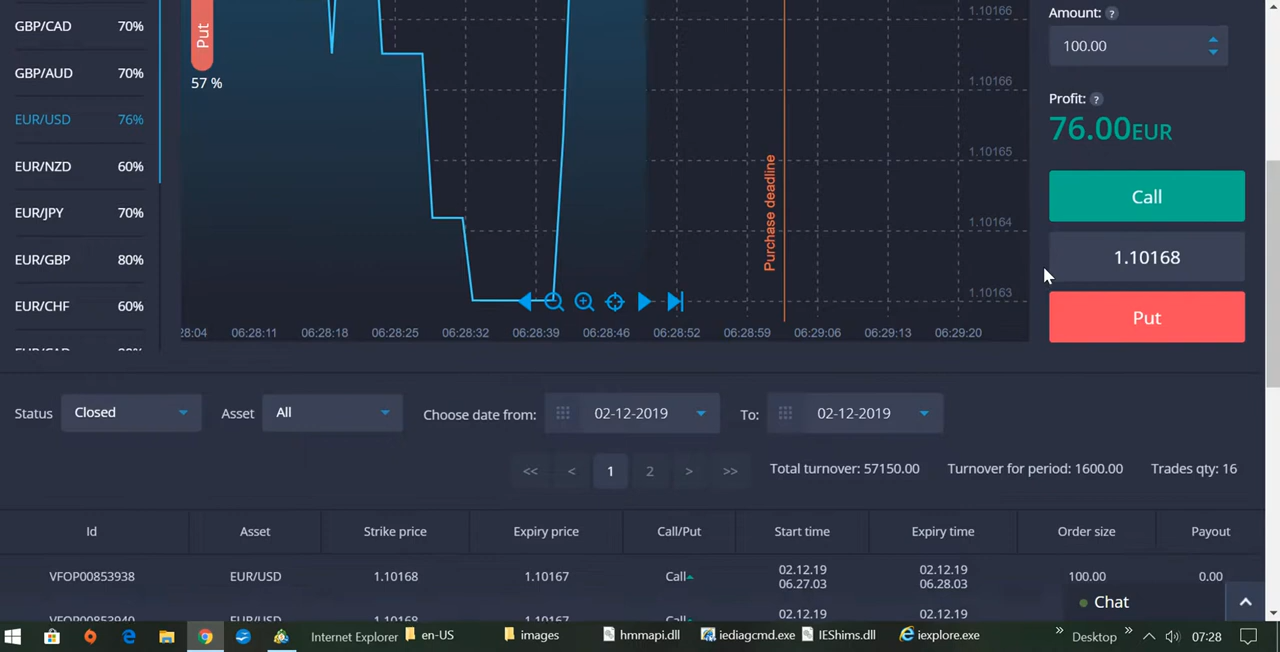 GBP/CAD 70%
GBP/AUD 70%
EUR/USD 76%
EUR/NZD 60%
EUR/JPY 70%
EUR/GBP 80%
EUR/CHF 60%
Put
57 %
1.10166
1.10166
1.10165
1.10164
1.10163
Purchase deadline
28:04 06:28:11 06:28:18 06:28:25 06:28:32 06:28:39 06:28:46 06:28:52 06:28:59 06:29:06 06:29:13 06:29:20
Amount: ?
100.00
Profit: ?
76.00EUR
Call
1.10168
Put
Status Closed Asset All Choose date from: 02-12-2019 To: 02-12-2019
<< < 1 2 > >> Total turnover: 57150.00 Turnover for period: 1600.00 Trades qty: 16
Id Asset Strike price Expiry price Call/Put Start time Expiry time Order size Payout
VFOP00853938 EUR/USD 1.10168 1.10167 Call 02.12.19 06.27.03 02.12.19 06.28.03 100.00 0.00
02.12.19 02.12.19
Chat
Internet Explorer en-US images hmmapi.dll iediagcmd.exe IEShims.dll iexplore.exe » Desktop » 07:28